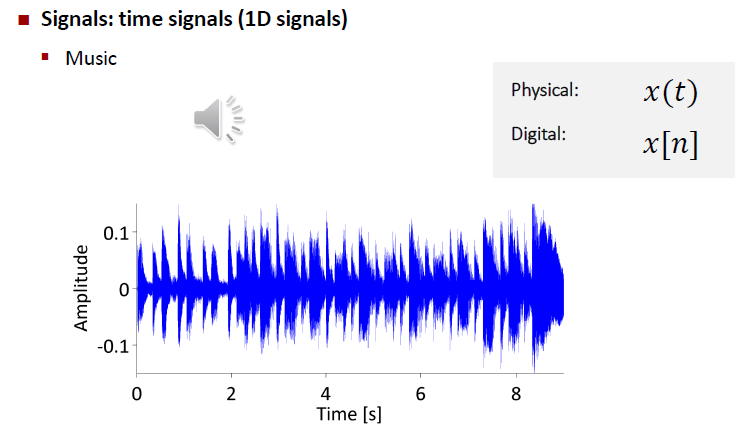 Signals: time signals (1D signals)
Music
Physical: x(t)
Digital: x[n]
0.1
0
-0.1
Amplitude
0 2 4 6 8
Time [s]